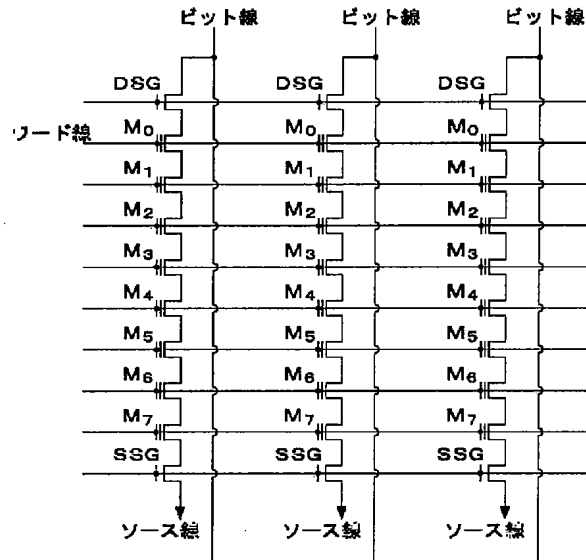 ビット線 ビット線 ビット線
DSG DSG DSG
ワード線 M0 M0 M0
M1 M1 M1
M2 M2 M2
M3 M3 M3
M4 M4 M4
M5 M5 M5
M6 M6 M6
M7 M7 M7
SSG SSG SSG
ソース線 ソース線 ソース線